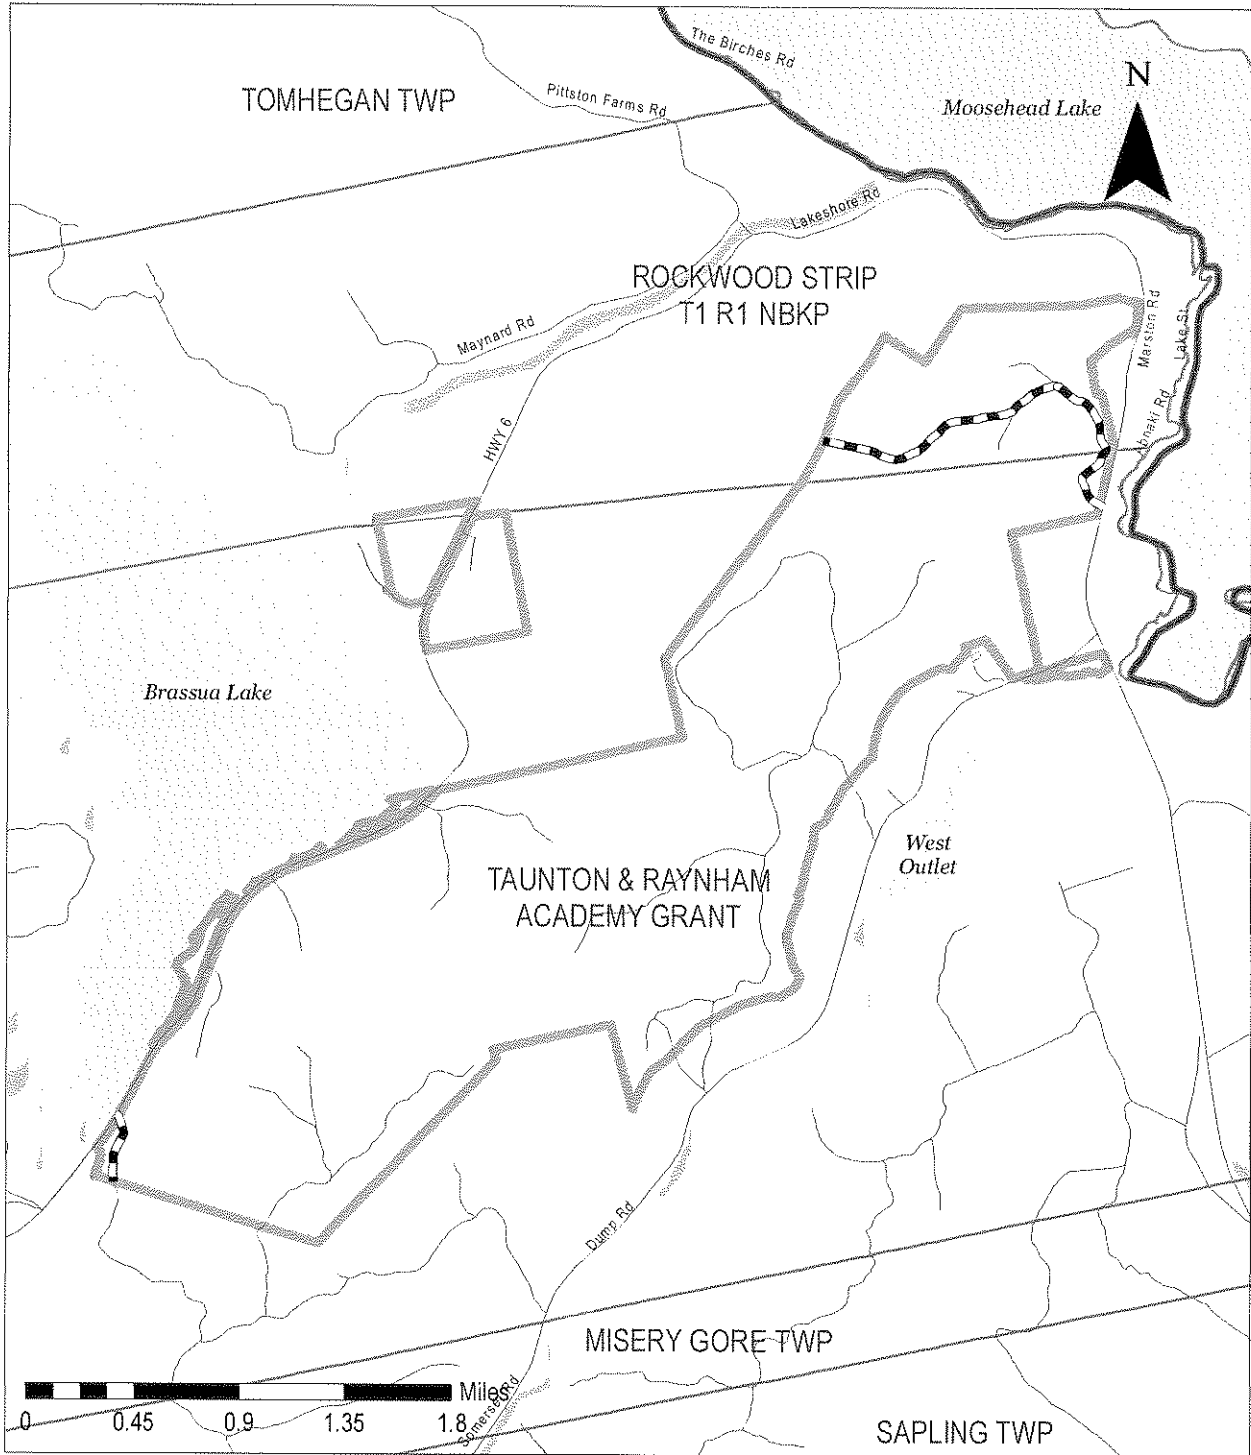 The Birches Rd
N
TOMHEGAN TWP
Pittston Farms Rd
Moosehead Lake
Lakeshore Rd
ROCKWOOD STRIP
T1 R1 NBKP
Maynard Rd
Marston Rd
Lake St
HWY 6
Abnaki Rd
Brassua Lake
West
Outlet
TAUNTON & RAYNHAM
ACADEMY GRANT
Dump Rd
MISERY GORE TWP
Miles
0 0.45 0.9 1.35 1.8
Somerset Rd
SAPLING TWP